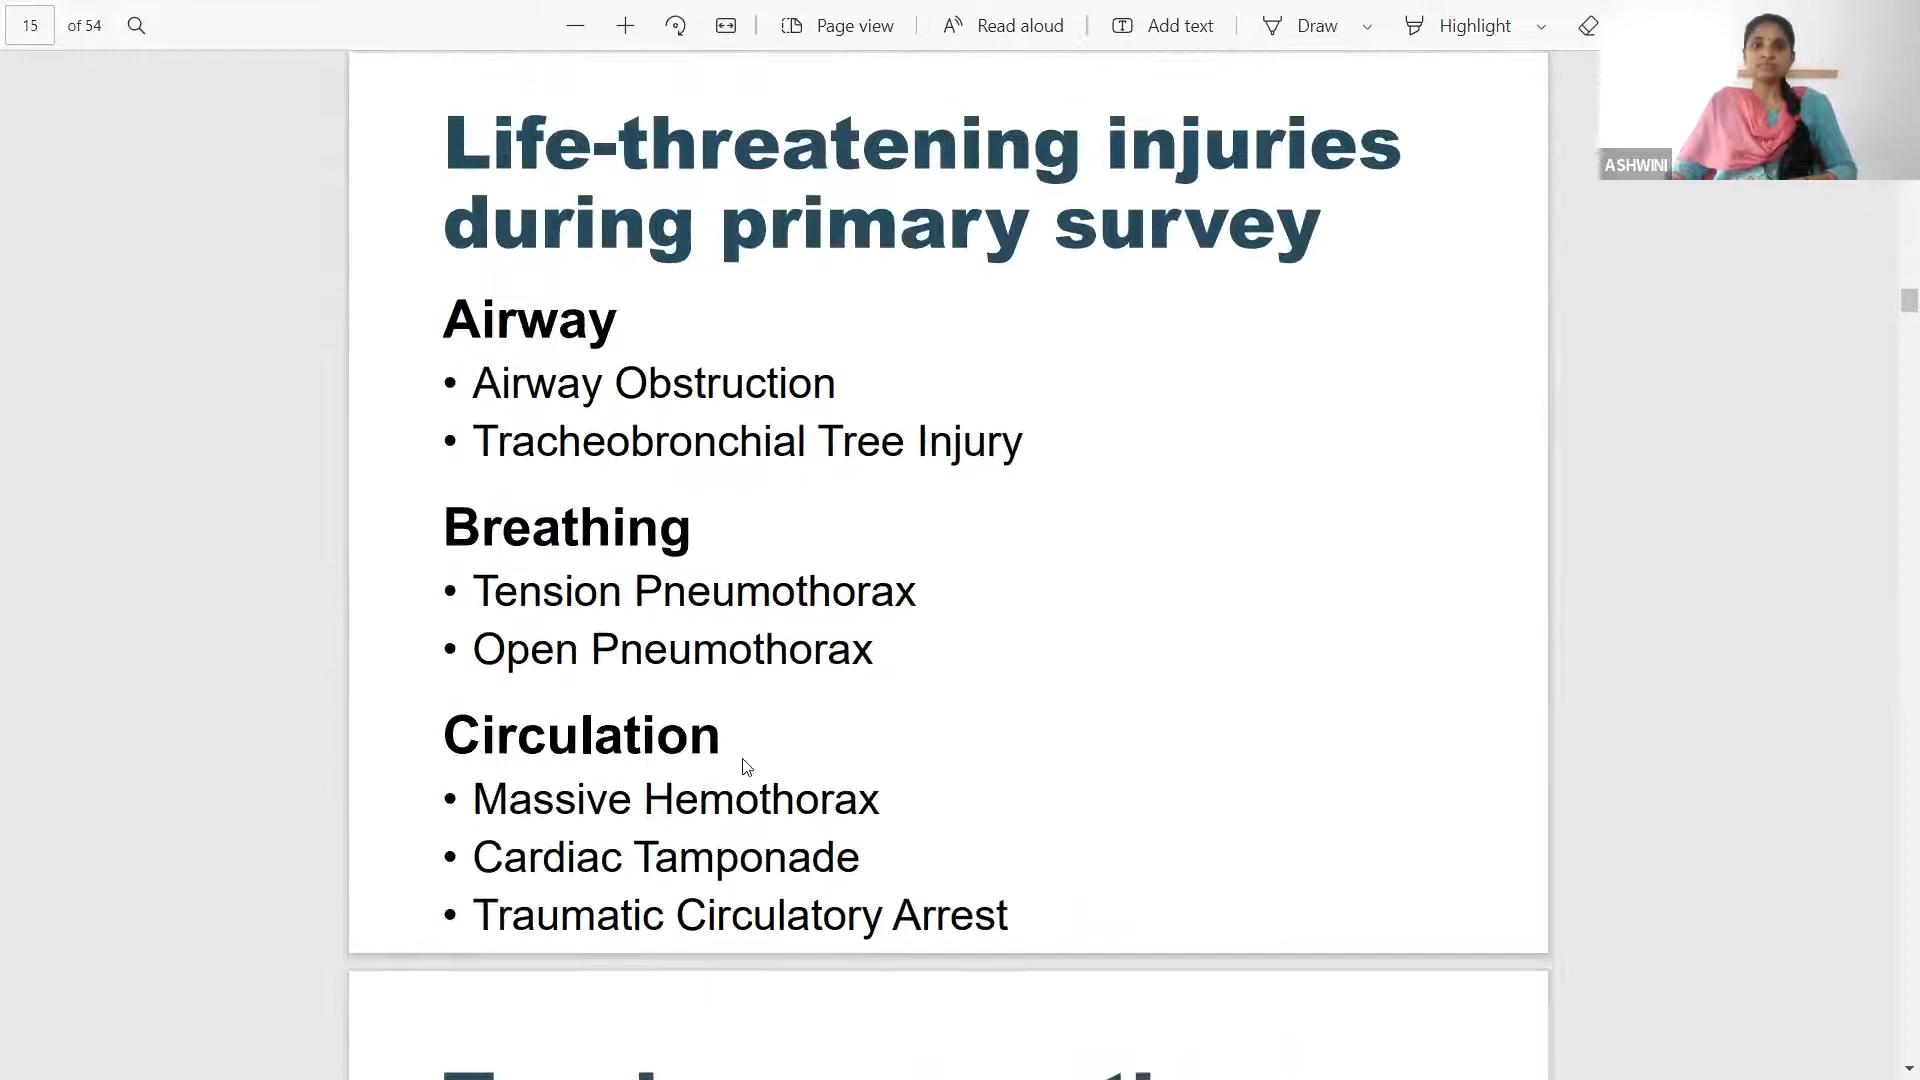 15 of 54 Page view Read aloud Add text Draw Highlight
ASHWINI
Life-threatening injuries
during primary survey
Airway
• Airway Obstruction
• Tracheobronchial Tree Injury
Breathing
• Tension Pneumothorax
• Open Pneumothorax
Circulation
• Massive Hemothorax
• Cardiac Tamponade
• Traumatic Circulatory Arrest